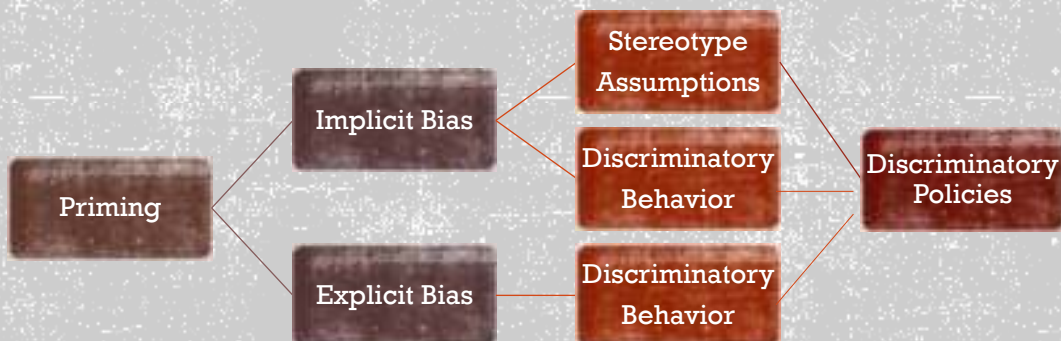 Priming
Implicit Bias
Explicit Bias
Stereotype
Assumptions
Discriminatory
Behavior
Discriminatory
Behavior
Discriminatory
Policies